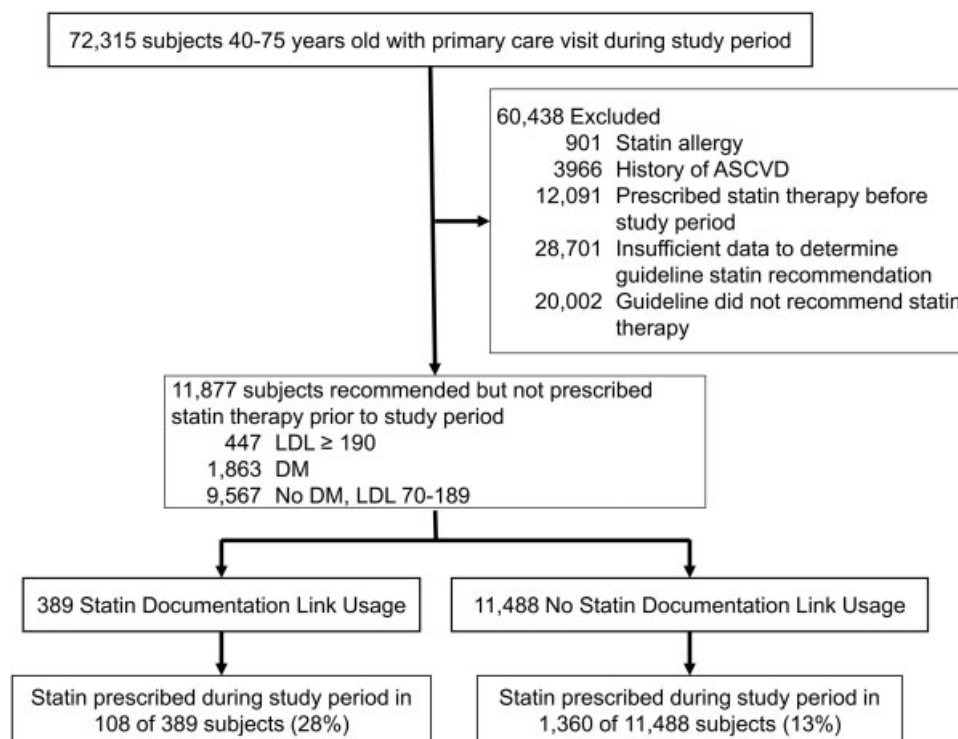 72,315 subjects 40-75 years old with primary care visit during study period
60,438 Excluded
901 Statin allergy
3966 History of ASCVD
12,091 Prescribed statin therapy before
study period
28,701 Insufficient data to determine
guideline statin recommendation
20,002 Guideline did not recommend statin
therapy
11,877 subjects recommended but not prescribed
statin therapy prior to study period
447 LDL ≥ 190
1,863 DM
9,567 No DM, LDL 70-189
389 Statin Documentation Link Usage
11,488 No Statin Documentation Link Usage
Statin prescribed during study period in
108 of 389 subjects (28%)
Statin prescribed during study period in
1,360 of 11,488 subjects (13%)